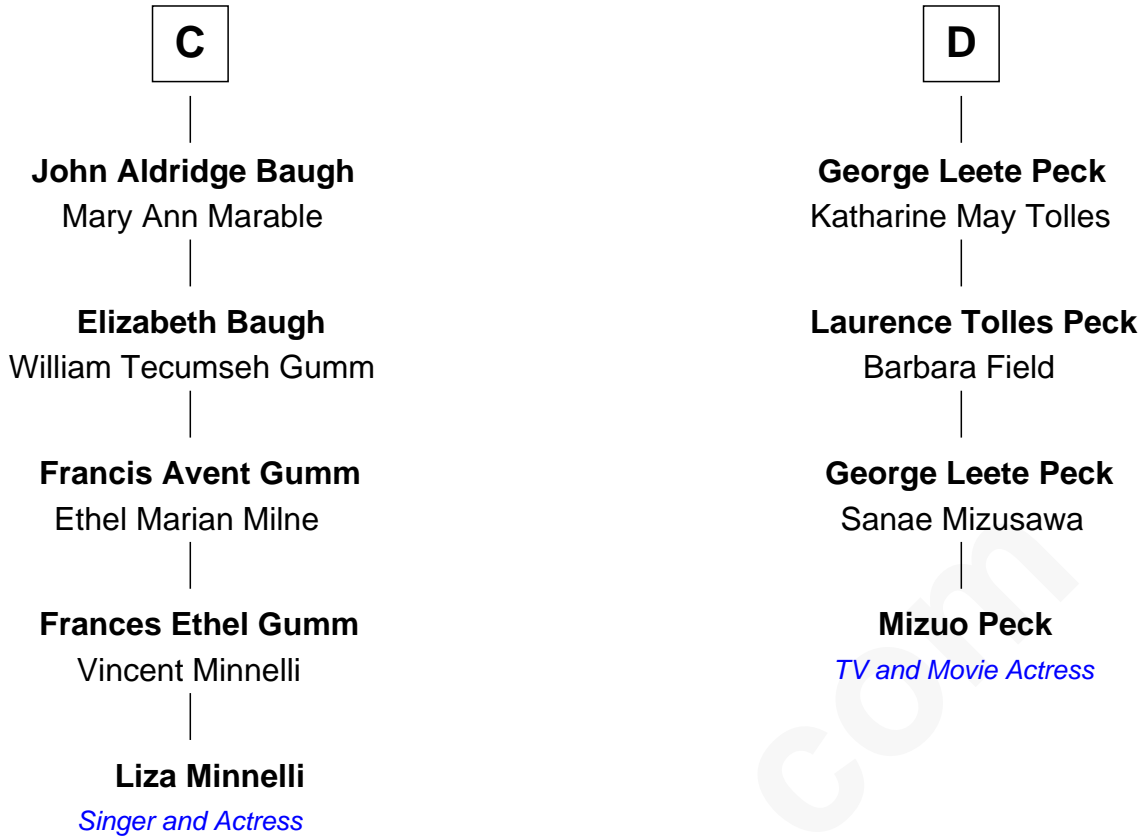 C
John Aldridge Baugh
Mary Ann Marable
Elizabeth Baugh
William Tecumseh Gumm
Francis Avent Gumm
Ethel Marian Milne
Frances Ethel Gumm
Vincent Minnelli
Liza Minnelli
Singer and Actress
D
George Leete Peck
Katharine May Tolles
Laurence Tolles Peck
Barbara Field
George Leete Peck
Sanae Mizusawa
Mizuo Peck
TV and Movie Actress
com